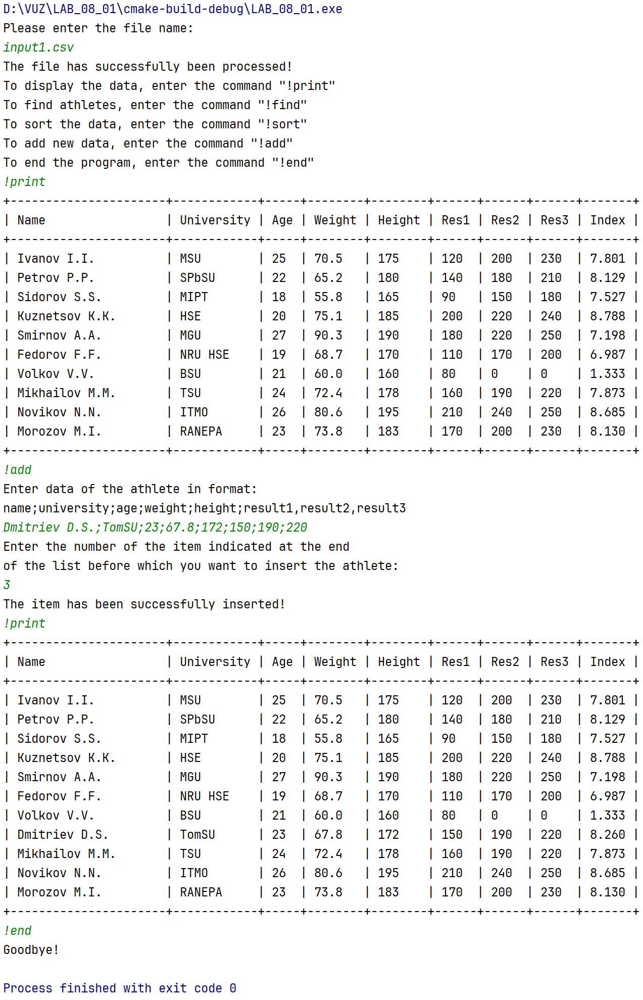 D:\VUZ\LAB_08_01\cmake-build-debug\LAB_08_01.exe
Please enter the file name:
input1.csv
The file has successfully been processed!
To display the data, enter the command "!print"
To find athletes, enter the command "!find"
To sort the data, enter the command "!sort"
To add new data, enter the command "!add"
To end the program, enter the command "!end"
!print
+----------------------+------------+-----+--------+--------+------+------+------+-------+
| Name                 | University | Age | Weight | Height | Res1 | Res2 | Res3 | Index |
+----------------------+------------+-----+--------+--------+------+------+------+-------+
| Ivanov I.I.          | MSU        | 25  | 70.5   | 175    | 120  | 200  | 230  | 7.801 |
| Petrov P.P.          | SPbSU      | 22  | 65.2   | 180    | 140  | 180  | 210  | 8.129 |
| Sidorov S.S.         | MIPT       | 18  | 55.8   | 165    | 90   | 150  | 180  | 7.527 |
| Kuznetsov K.K.       | HSE        | 20  | 75.1   | 185    | 200  | 220  | 240  | 8.788 |
| Smirnov A.A.         | MGU        | 27  | 90.3   | 190    | 180  | 220  | 250  | 7.198 |
| Fedorov F.F.         | NRU HSE    | 19  | 68.7   | 170    | 110  | 170  | 200  | 6.987 |
| Volkov V.V.          | BSU        | 21  | 60.0   | 160    | 80   | 0    | 0    | 1.333 |
| Mikhailov M.M.       | TSU        | 24  | 72.4   | 178    | 160  | 190  | 220  | 7.873 |
| Novikov N.N.         | ITMO       | 26  | 80.6   | 195    | 210  | 240  | 250  | 8.685 |
| Morozov M.I.         | RANEPA     | 23  | 73.8   | 183    | 170  | 200  | 230  | 8.130 |
+----------------------+------------+-----+--------+--------+------+------+------+-------+
!add
Enter data of the athlete in format:
name;university;age;weight;height;result1,result2,result3
Dmitriev D.S.;TomSU;23;67.8;172;150;190;220
Enter the number of the item indicated at the end
of the list before which you want to insert the athlete:
3
The item has been successfully inserted!
!print
+----------------------+------------+-----+--------+--------+------+------+------+-------+
| Name                 | University | Age | Weight | Height | Res1 | Res2 | Res3 | Index |
+----------------------+------------+-----+--------+--------+------+------+------+-------+
| Ivanov I.I.          | MSU        | 25  | 70.5   | 175    | 120  | 200  | 230  | 7.801 |
| Petrov P.P.          | SPbSU      | 22  | 65.2   | 180    | 140  | 180  | 210  | 8.129 |
| Sidorov S.S.         | MIPT       | 18  | 55.8   | 165    | 90   | 150  | 180  | 7.527 |
| Kuznetsov K.K.       | HSE        | 20  | 75.1   | 185    | 200  | 220  | 240  | 8.788 |
| Smirnov A.A.         | MGU        | 27  | 90.3   | 190    | 180  | 220  | 250  | 7.198 |
| Fedorov F.F.         | NRU HSE    | 19  | 68.7   | 170    | 110  | 170  | 200  | 6.987 |
| Volkov V.V.          | BSU        | 21  | 60.0   | 160    | 80   | 0    | 0    | 1.333 |
| Dmitriev D.S.        | TomSU      | 23  | 67.8   | 172    | 150  | 190  | 220  | 8.260 |
| Mikhailov M.M.       | TSU        | 24  | 72.4   | 178    | 160  | 190  | 220  | 7.873 |
| Novikov N.N.         | ITMO       | 26  | 80.6   | 195    | 210  | 240  | 250  | 8.685 |
| Morozov M.I.         | RANEPA     | 23  | 73.8   | 183    | 170  | 200  | 230  | 8.130 |
+----------------------+------------+-----+--------+--------+------+------+------+-------+
!end
Goodbye!
Process finished with exit code 0